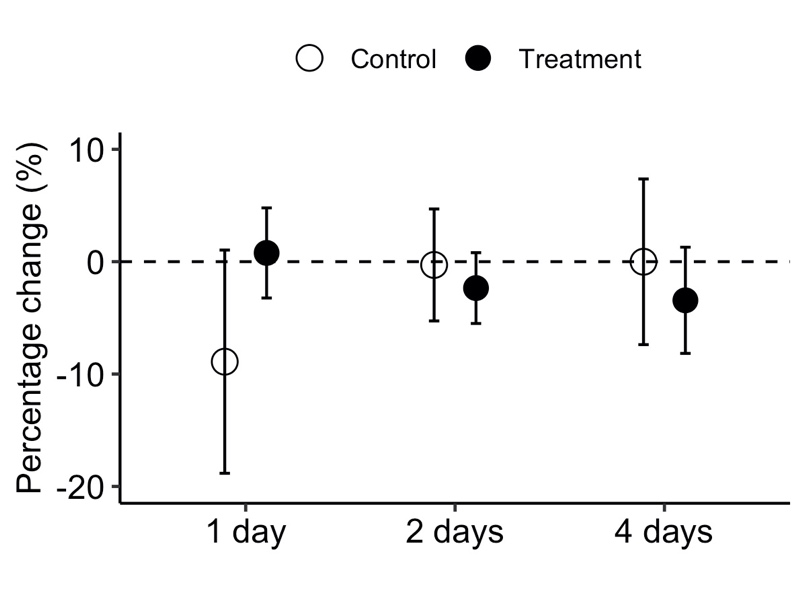 Control Treatment
Percentage change (%)
10
0
-10
-20
1 day 2 days 4 days